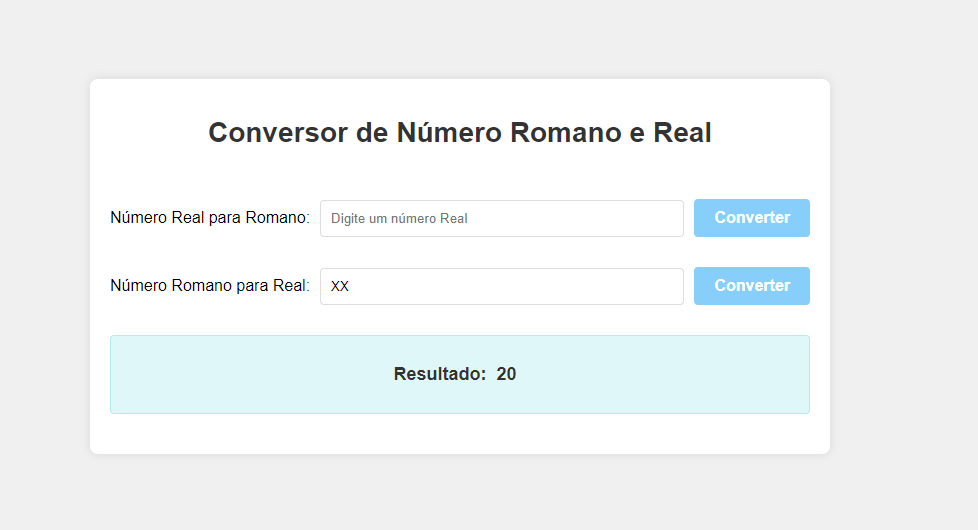 Conversor de Número Romano e Real
Número Real para Romano: Digite um número Real Converter
Número Romano para Real: XX Converter
Resultado: 20